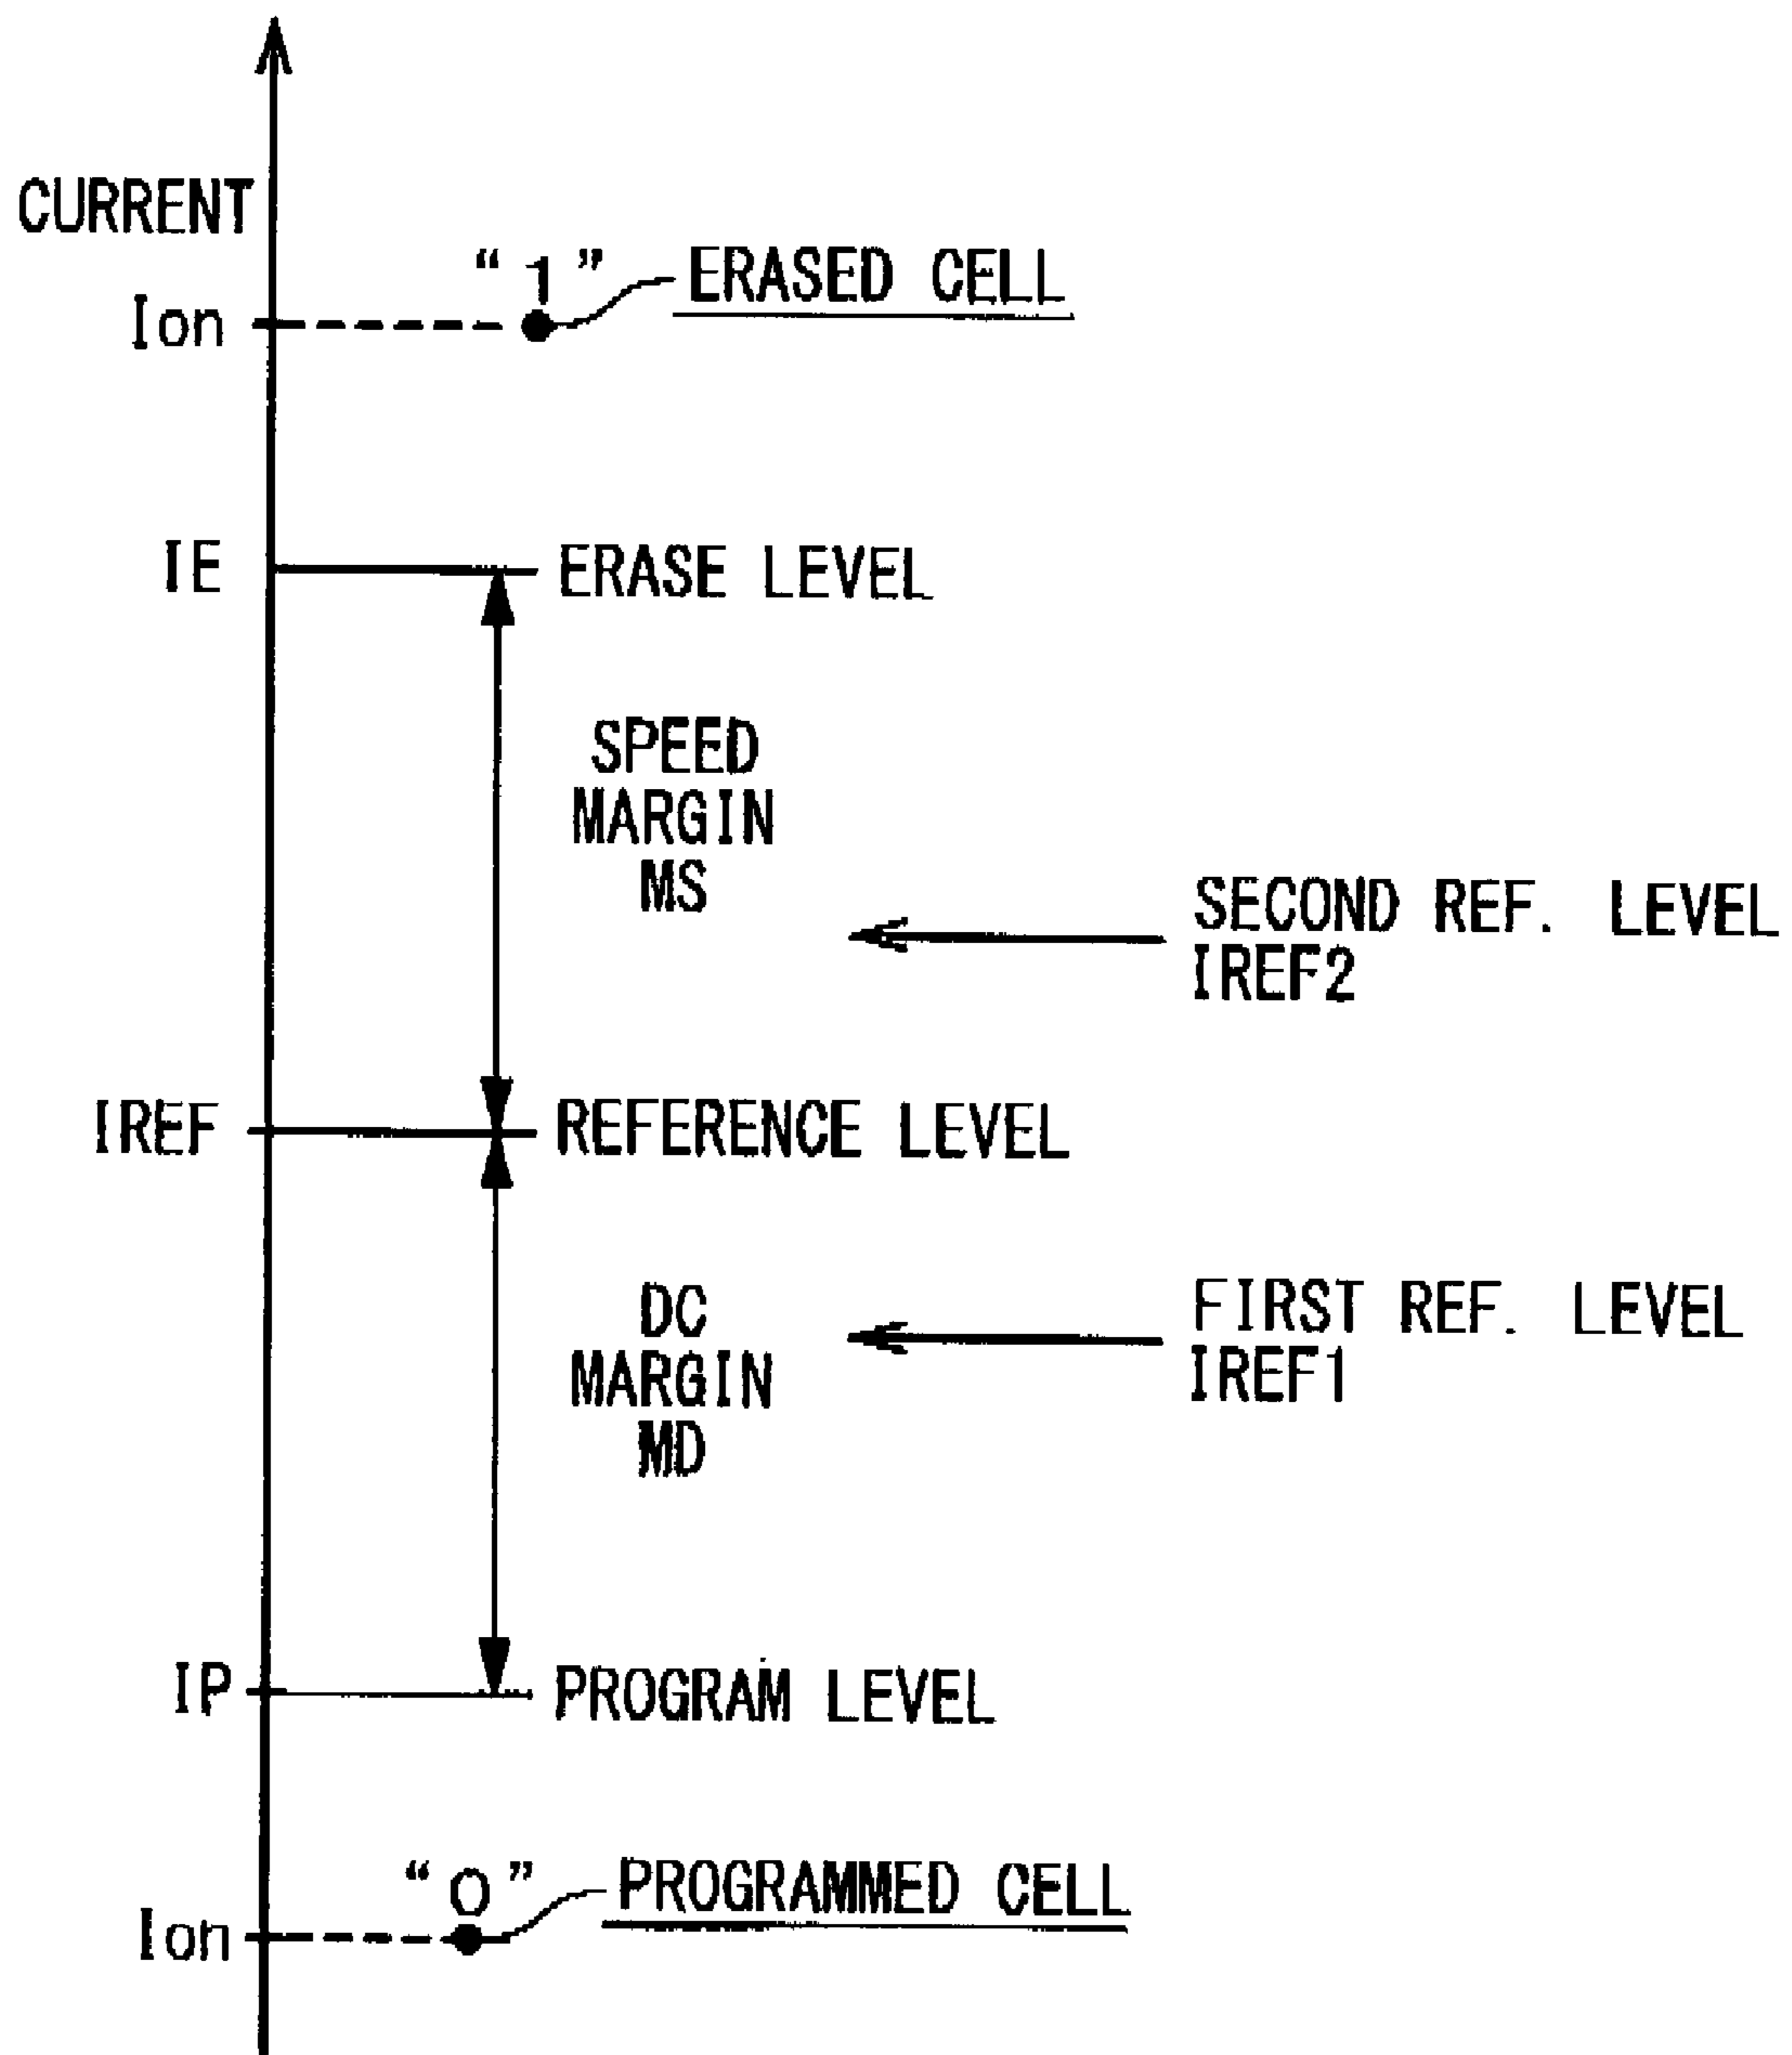 CURRENT
Ion
“1” ERASED CELL
IE
ERASE LEVEL
SPEED
MARGIN
MS
SECOND REF. LEVEL
IREF2
IREF
REFERENCE LEVEL
DC
MARGIN
MD
FIRST REF. LEVEL
IREF1
IP
PROGRAM LEVEL
“0” PROGRAMMED CELL
Ion